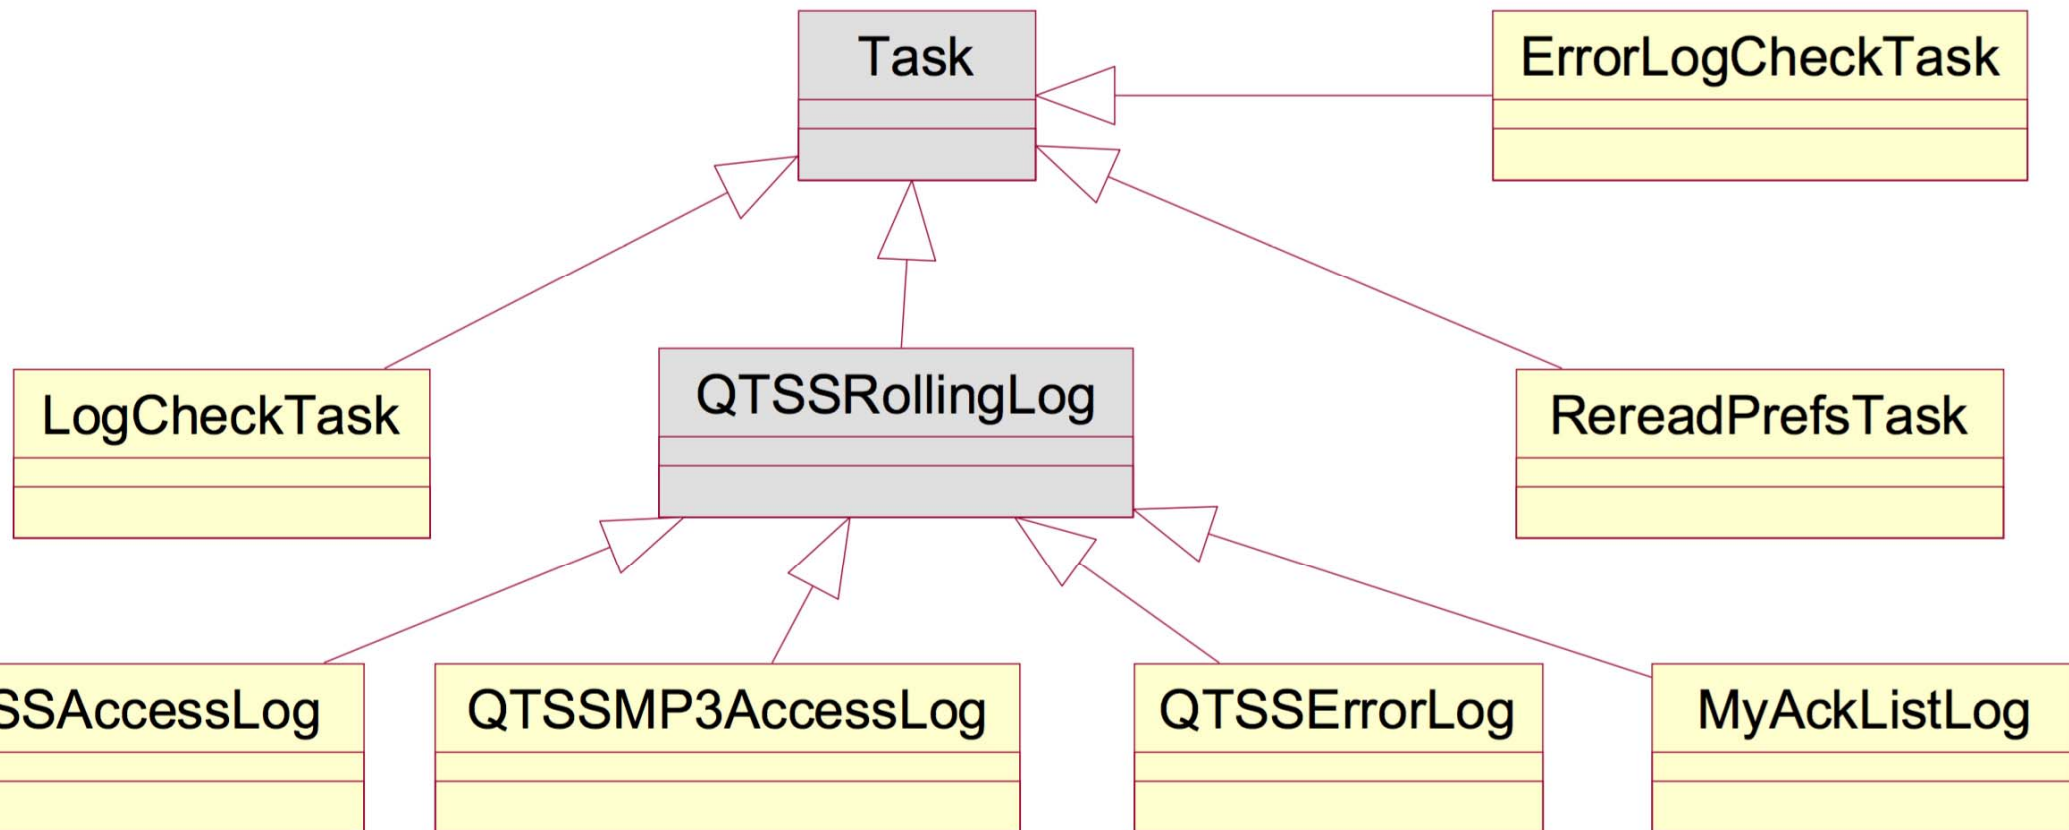 Task
ErrorLogCheckTask
QTSSRollingLog
LogCheckTask
RereadPrefsTask
SSAccessLog
QTSSMP3AccessLog
QTSSErrorLog
MyAckListLog